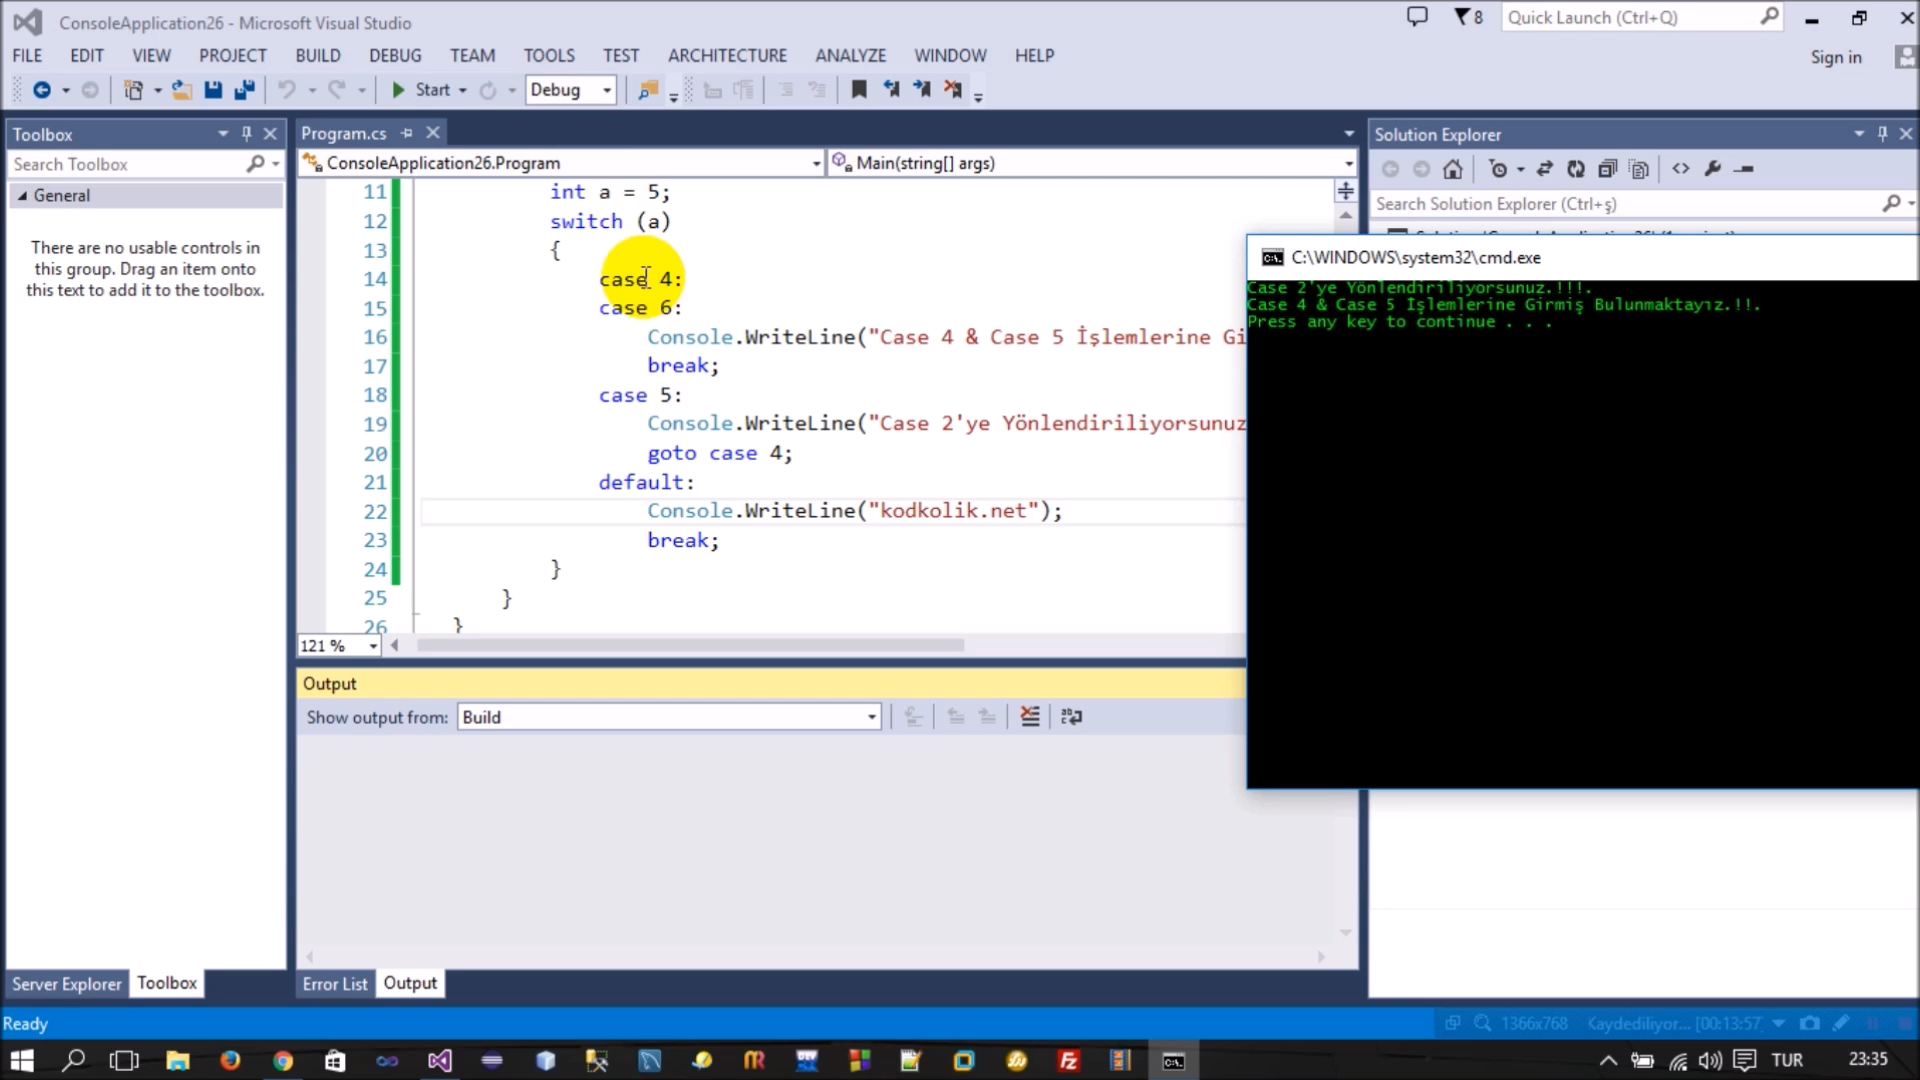 ConsoleApplication26 - Microsoft Visual Studio
8
Quick Launch (Ctrl+Q)
FILE EDIT VIEW PROJECT BUILD DEBUG TEAM TOOLS TEST ARCHITECTURE ANALYZE WINDOW HELP
Sign in
Start
Debug
Toolbox
Search Toolbox
General
There are no usable controls in
this group. Drag an item onto
this text to add it to the toolbox.
Server Explorer Toolbox
Program.cs
ConsoleApplication26.Program
Main(string[] args)
11 int a = 5;
12 switch (a)
13 {
14 case 4:
15 case 6:
16 Console.WriteLine("Case 4 & Case 5 İşlemlerine Gi
17 break;
18 case 5:
19 Console.WriteLine("Case 2'ye Yönlendiriliyorsunuz
20 goto case 4;
21 default:
22 Console.WriteLine("kodkolik.net");
23 break;
24 }
25 }
26 }
121 %
Output
Show output from: Build
Error List Output
Solution Explorer
Search Solution Explorer (Ctrl+ş)
C:\WINDOWS\system32\cmd.exe
Case 2'ye Yönlendiriliyorsunuz.!!!.
Case 4 & Case 5 İşlemlerine Girmiş Bulunmaktayız.!!.
Press any key to continue . . .
Ready
1366x768 Kaydediliyor... [00:13:57]
TUR
23:35